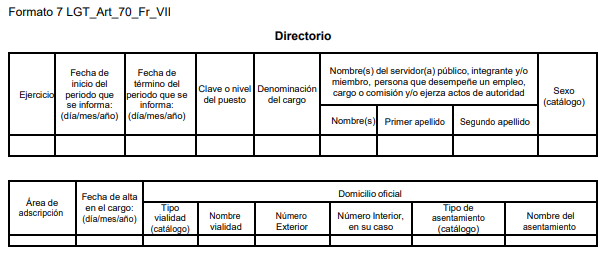 Formato 7 LGT_Art_70_Fr_VII
Directorio
Ejercicio
Fecha de
inicio del
periodo que
se informa:
(día/mes/año)
Fecha de
término del
periodo que se
informa:
(día/mes/año)
Clave o nivel
del puesto
Denominación
del cargo
Nombre(s) del servidor(a) público, integrante y/o
miembro, persona que desempeñe un empleo,
cargo o comisión y/o ejerza actos de autoridad
Nombre(s)
Primer apellido
Segundo apellido
Sexo
(catálogo)
Área de
adscripción
Fecha de alta
en el cargo:
(día/mes/año)
Domicilio oficial
Tipo
vialidad
(catálogo)
Nombre
vialidad
Número
Exterior
Número Interior,
en su caso
Tipo de
asentamiento
(catálogo)
Nombre del
asentamiento